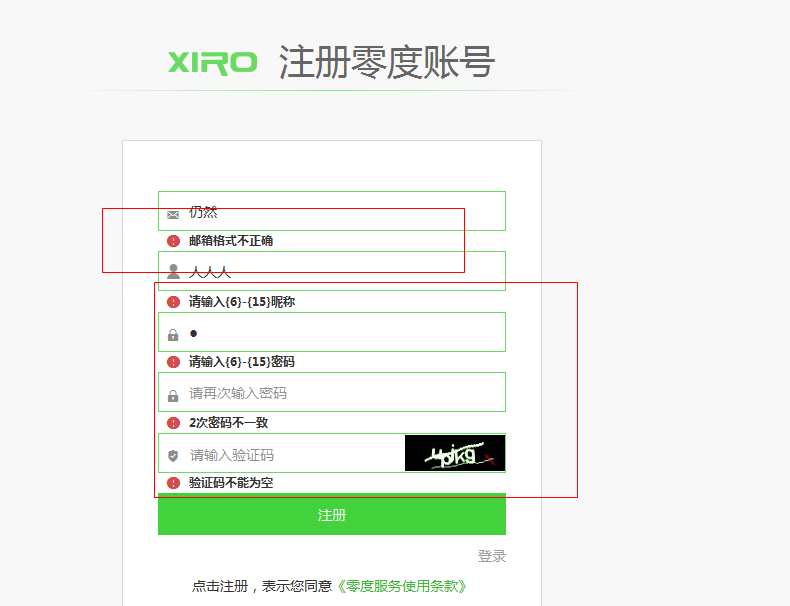 XIRO 注册零度账号
仍然
邮箱格式不正确
人人人
请输入{6}-{15}昵称
●
请输入{6}-{15}密码
请再次输入密码
2次密码不一致
请输入验证码
验证码不能为空
注册
登录
点击注册，表示您同意《零度服务使用条款》